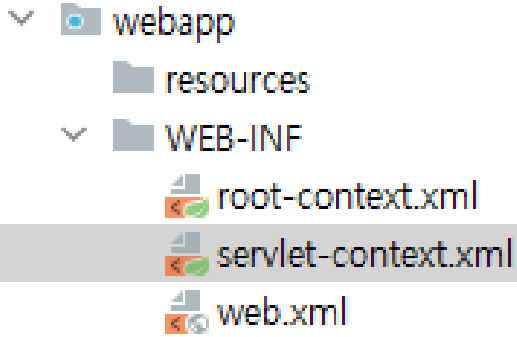 webapp
resources
WEB-INF
root-context.xml
servlet-context.xml
web.xml